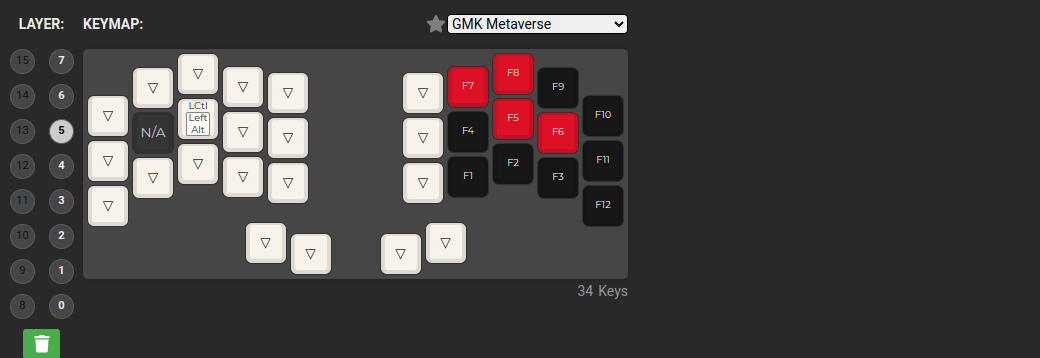 LAYER: KEYMAP: GMK Metaverse
15 7
14 6
13 5
12 4
11 3
10 2
9 1
8 0
▽ ▽ ▽ ▽ ▽ ▽ F7 F8 F9 F10
▽ N/A LCtl ▽ ▽ ▽ F4 F5 F6 F11
Left
Alt
▽ ▽ ▽ ▽ ▽ ▽ F1 F2 F3 F12
▽ ▽ ▽ ▽
34 Keys